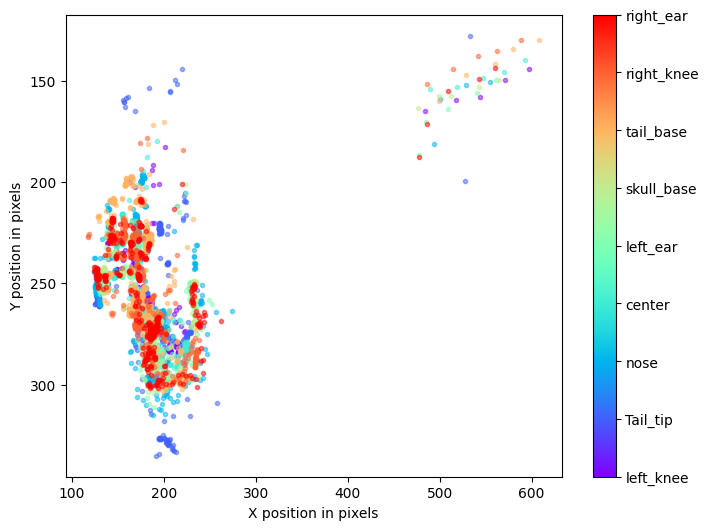 right_ear
150
right_knee
tail_base
200
skull_base
left_ear
250
center
nose
300
Tail_tip
left_knee
100
200
300
400
500
600
X position in pixels
Y position in pixels